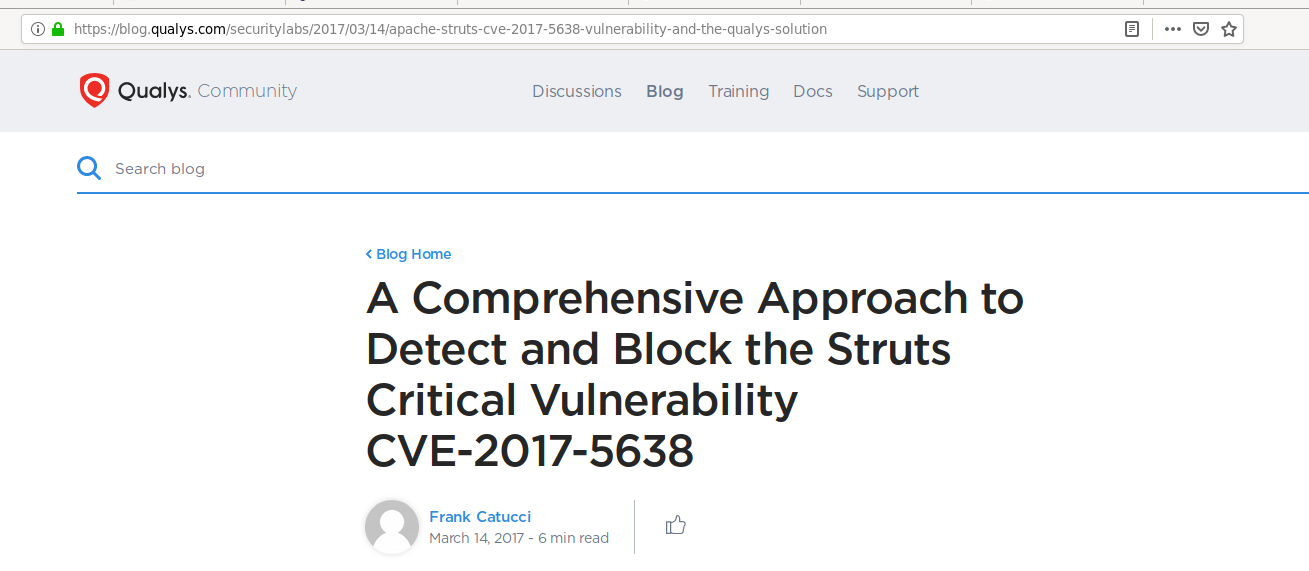 https://blog.qualys.com/securitylabs/2017/03/14/apache-struts-cve-2017-5638-vulnerability-and-the-qualys-solution
Qualys. Community Discussions Blog Training Docs Support
Search blog
Blog Home
A Comprehensive Approach to
Detect and Block the Struts
Critical Vulnerability
CVE-2017-5638
Frank Catucci
March 14, 2017 - 6 min read